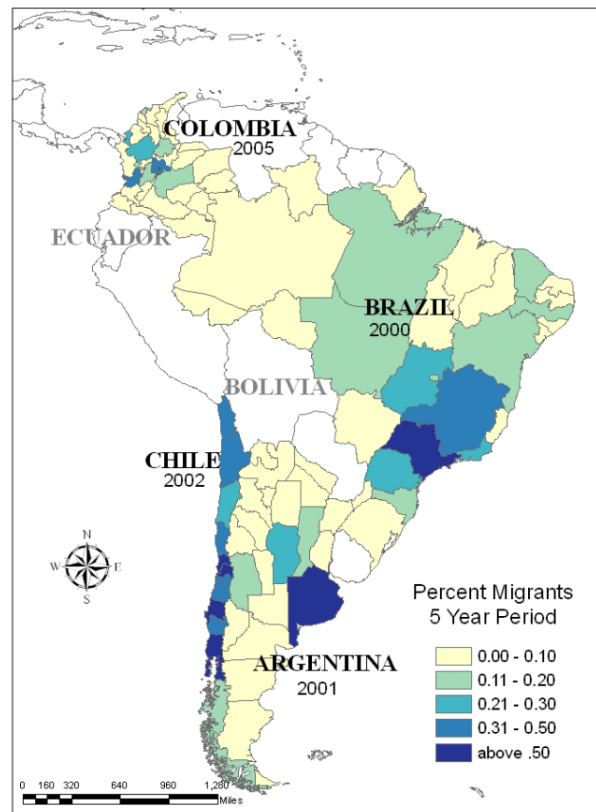 COLOMBIA
2005
ECUADOR
BRAZIL
2000
BOLIVIA
CHILE
2002
N
W E
S
ARGENTINA
2001
Percent Migrants
5 Year Period
0.00 - 0.10
0.11 - 0.20
0.21 - 0.30
0.31 - 0.50
above .50
0 160 320 640 960 1,280
Miles